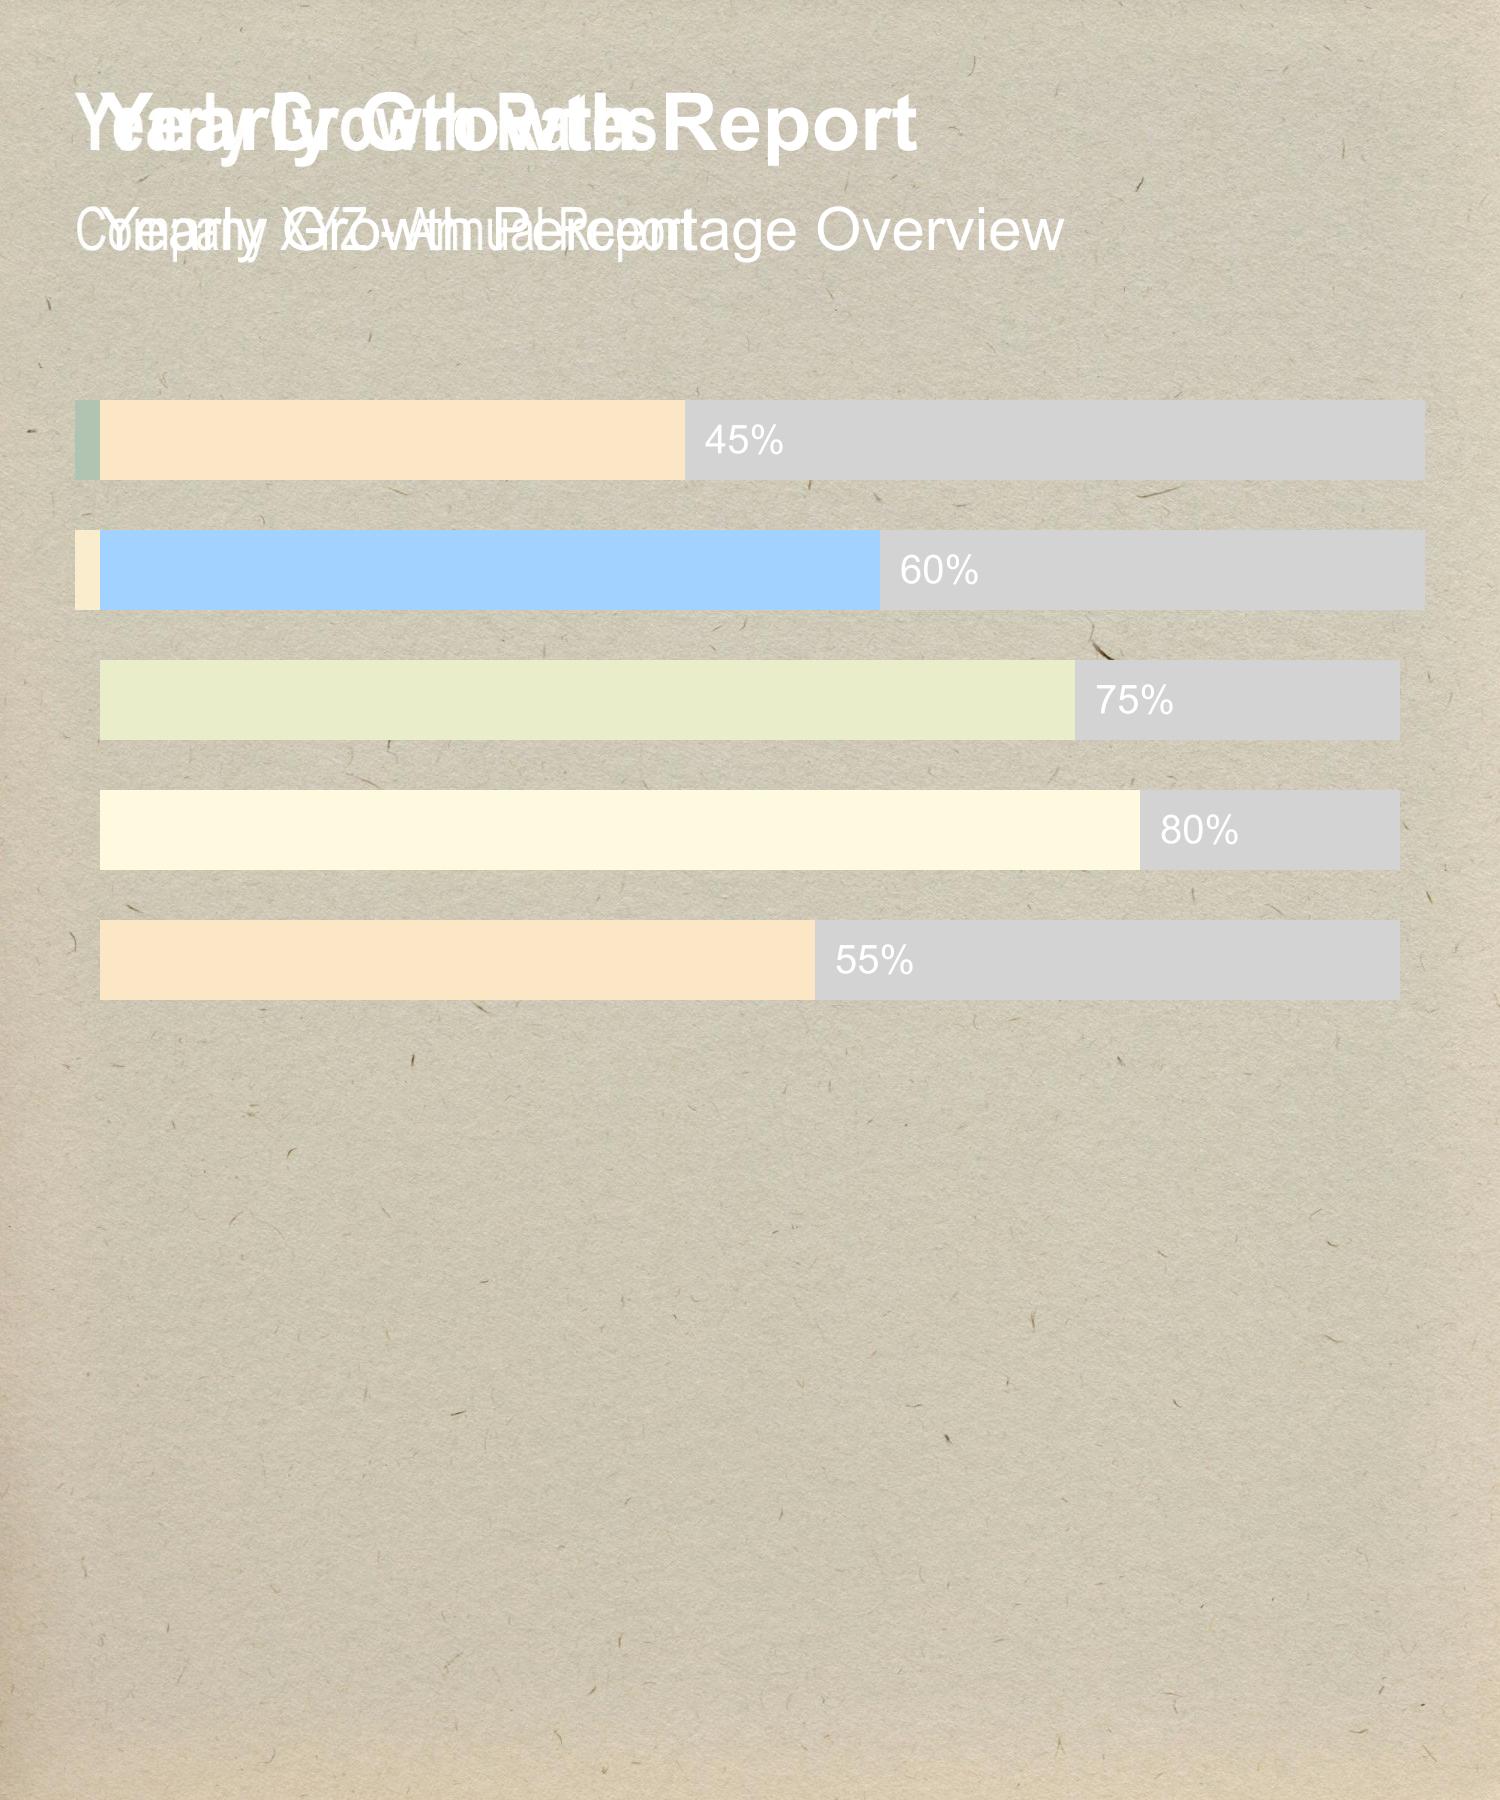 Yearly Growth Rates
Yearly Growth Report
Company XYZ - Annual Report
Yearly Growth Percentage Overview
45%
60%
75%
80%
55%